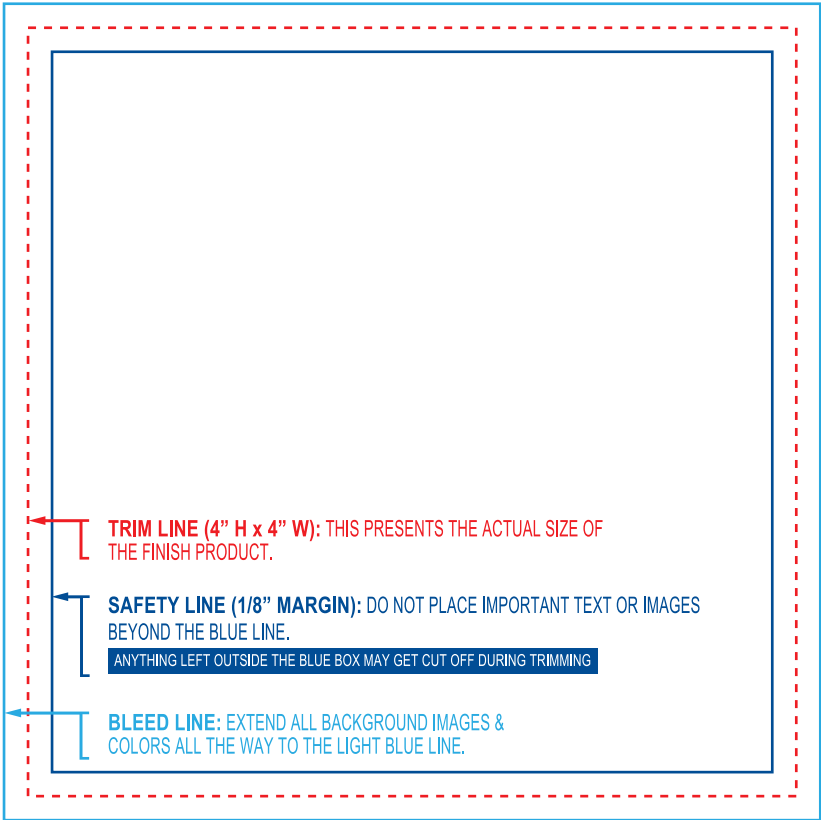 TRIM LINE (4” H x 4” W): THIS PRESENTS THE ACTUAL SIZE OF
THE FINISH PRODUCT.
SAFETY LINE (1/8” MARGIN): DO NOT PLACE IMPORTANT TEXT OR IMAGES
BEYOND THE BLUE LINE.
ANYTHING LEFT OUTSIDE THE BLUE BOX MAY GET CUT OFF DURING TRIMMING
BLEED LINE: EXTEND ALL BACKGROUND IMAGES &
COLORS ALL THE WAY TO THE LIGHT BLUE LINE.